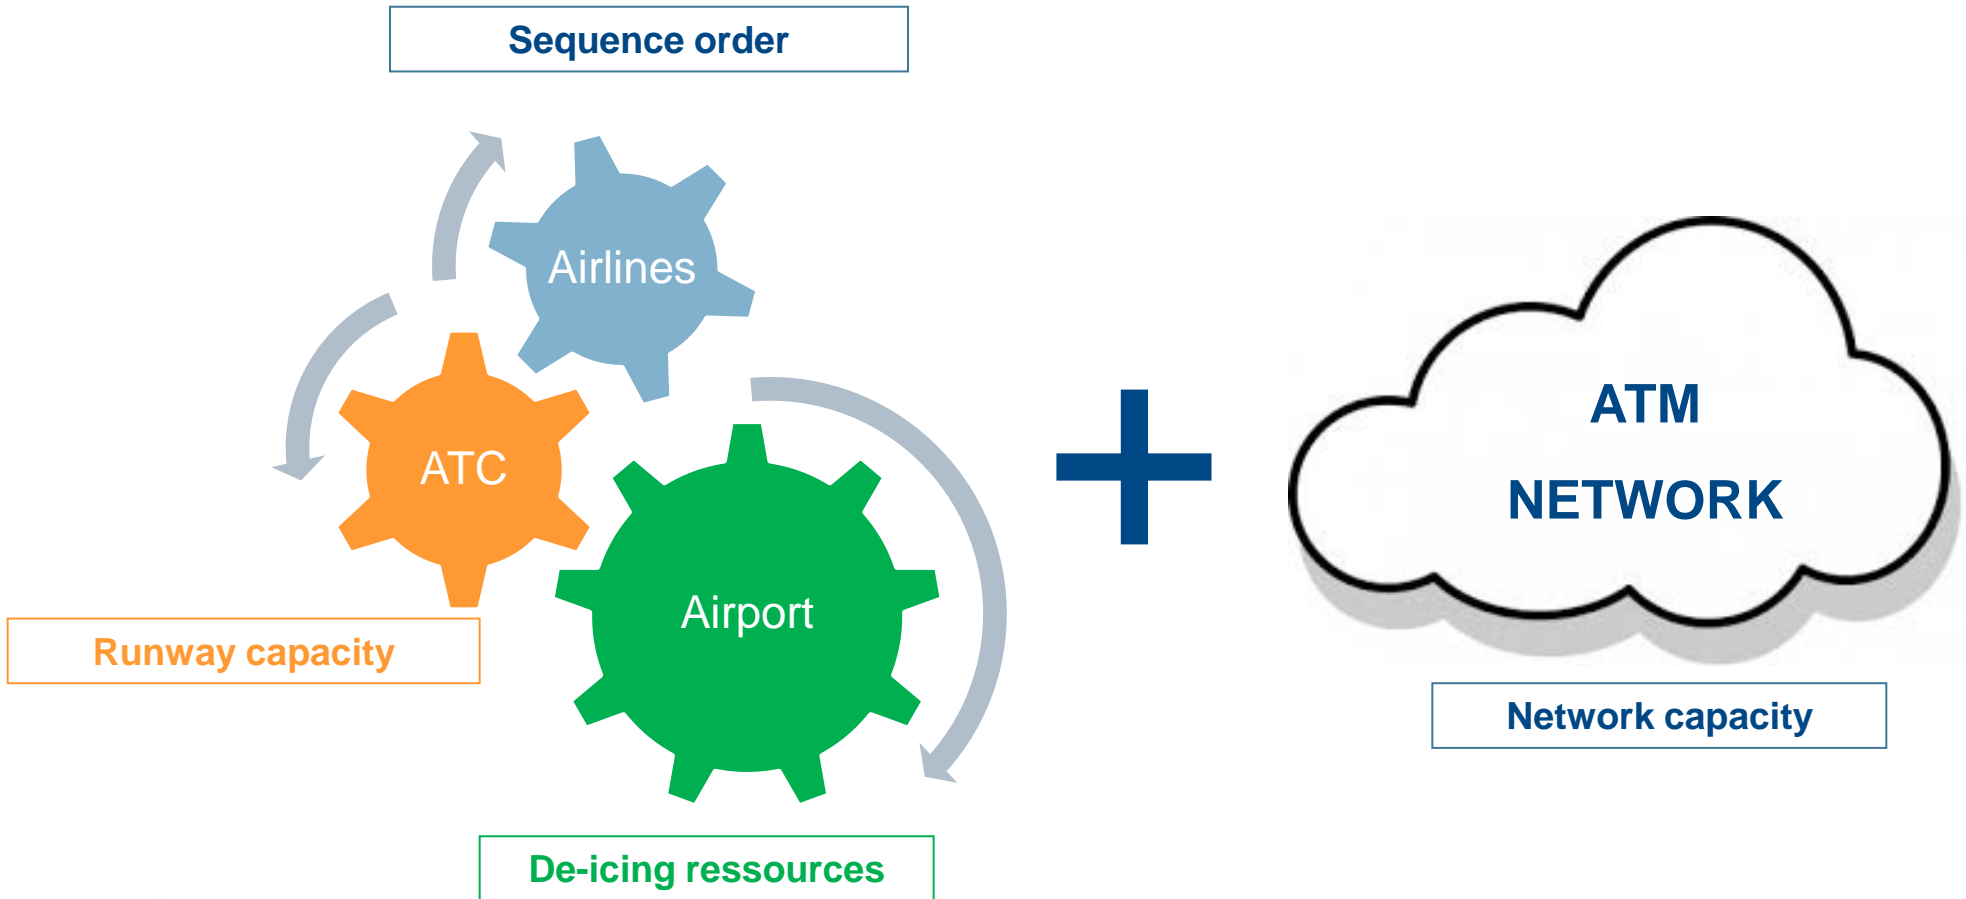 Sequence order
Airlines
ATC
Airport
Runway capacity
De-icing ressources
ATM
NETWORK
Network capacity